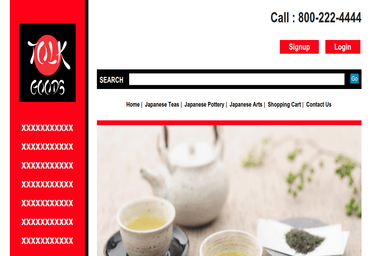 Call : 800-222-4444
Signup Login
FOLK
GOODS
SEARCH Go
Home | Japanese Teas | Japanese Pottery | Japanese Arts | Shopping Cart | Contact Us
XXXXXXXXXXX
XXXXXXXXXXX
XXXXXXXXXXX
XXXXXXXXXXX
XXXXXXXXXXX
XXXXXXXXXXX
XXXXXXXXXXX